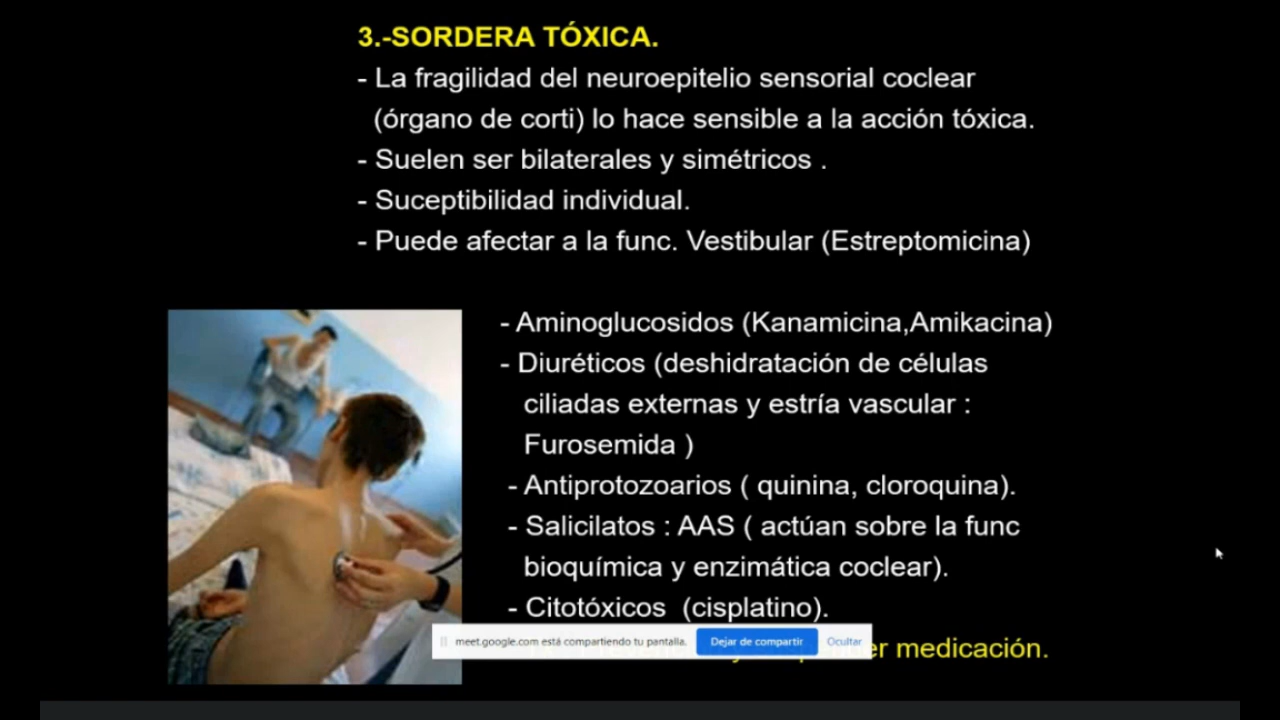 3.-SORDERA TÓXICA.
- La fragilidad del neuroepitelio sensorial coclear
(órgano de corti) lo hace sensible a la acción tóxica.
- Suelen ser bilaterales y simétricos .
- Suceptibilidad individual.
- Puede afectar a la func. Vestibular (Estreptomicina)
- Aminoglucosidos (Kanamicina,Amikacina)
- Diuréticos (deshidratación de células
ciliadas externas y estría vascular :
Furosemida )
- Antiprotozoarios ( quinina, cloroquina).
- Salicilatos : AAS ( actúan sobre la func
bioquímica y enzimática coclear).
- Citotóxicos (cisplatino).
meet.google.com está compartiendo tu pantalla. Dejar de compartir Ocultar
medicación.